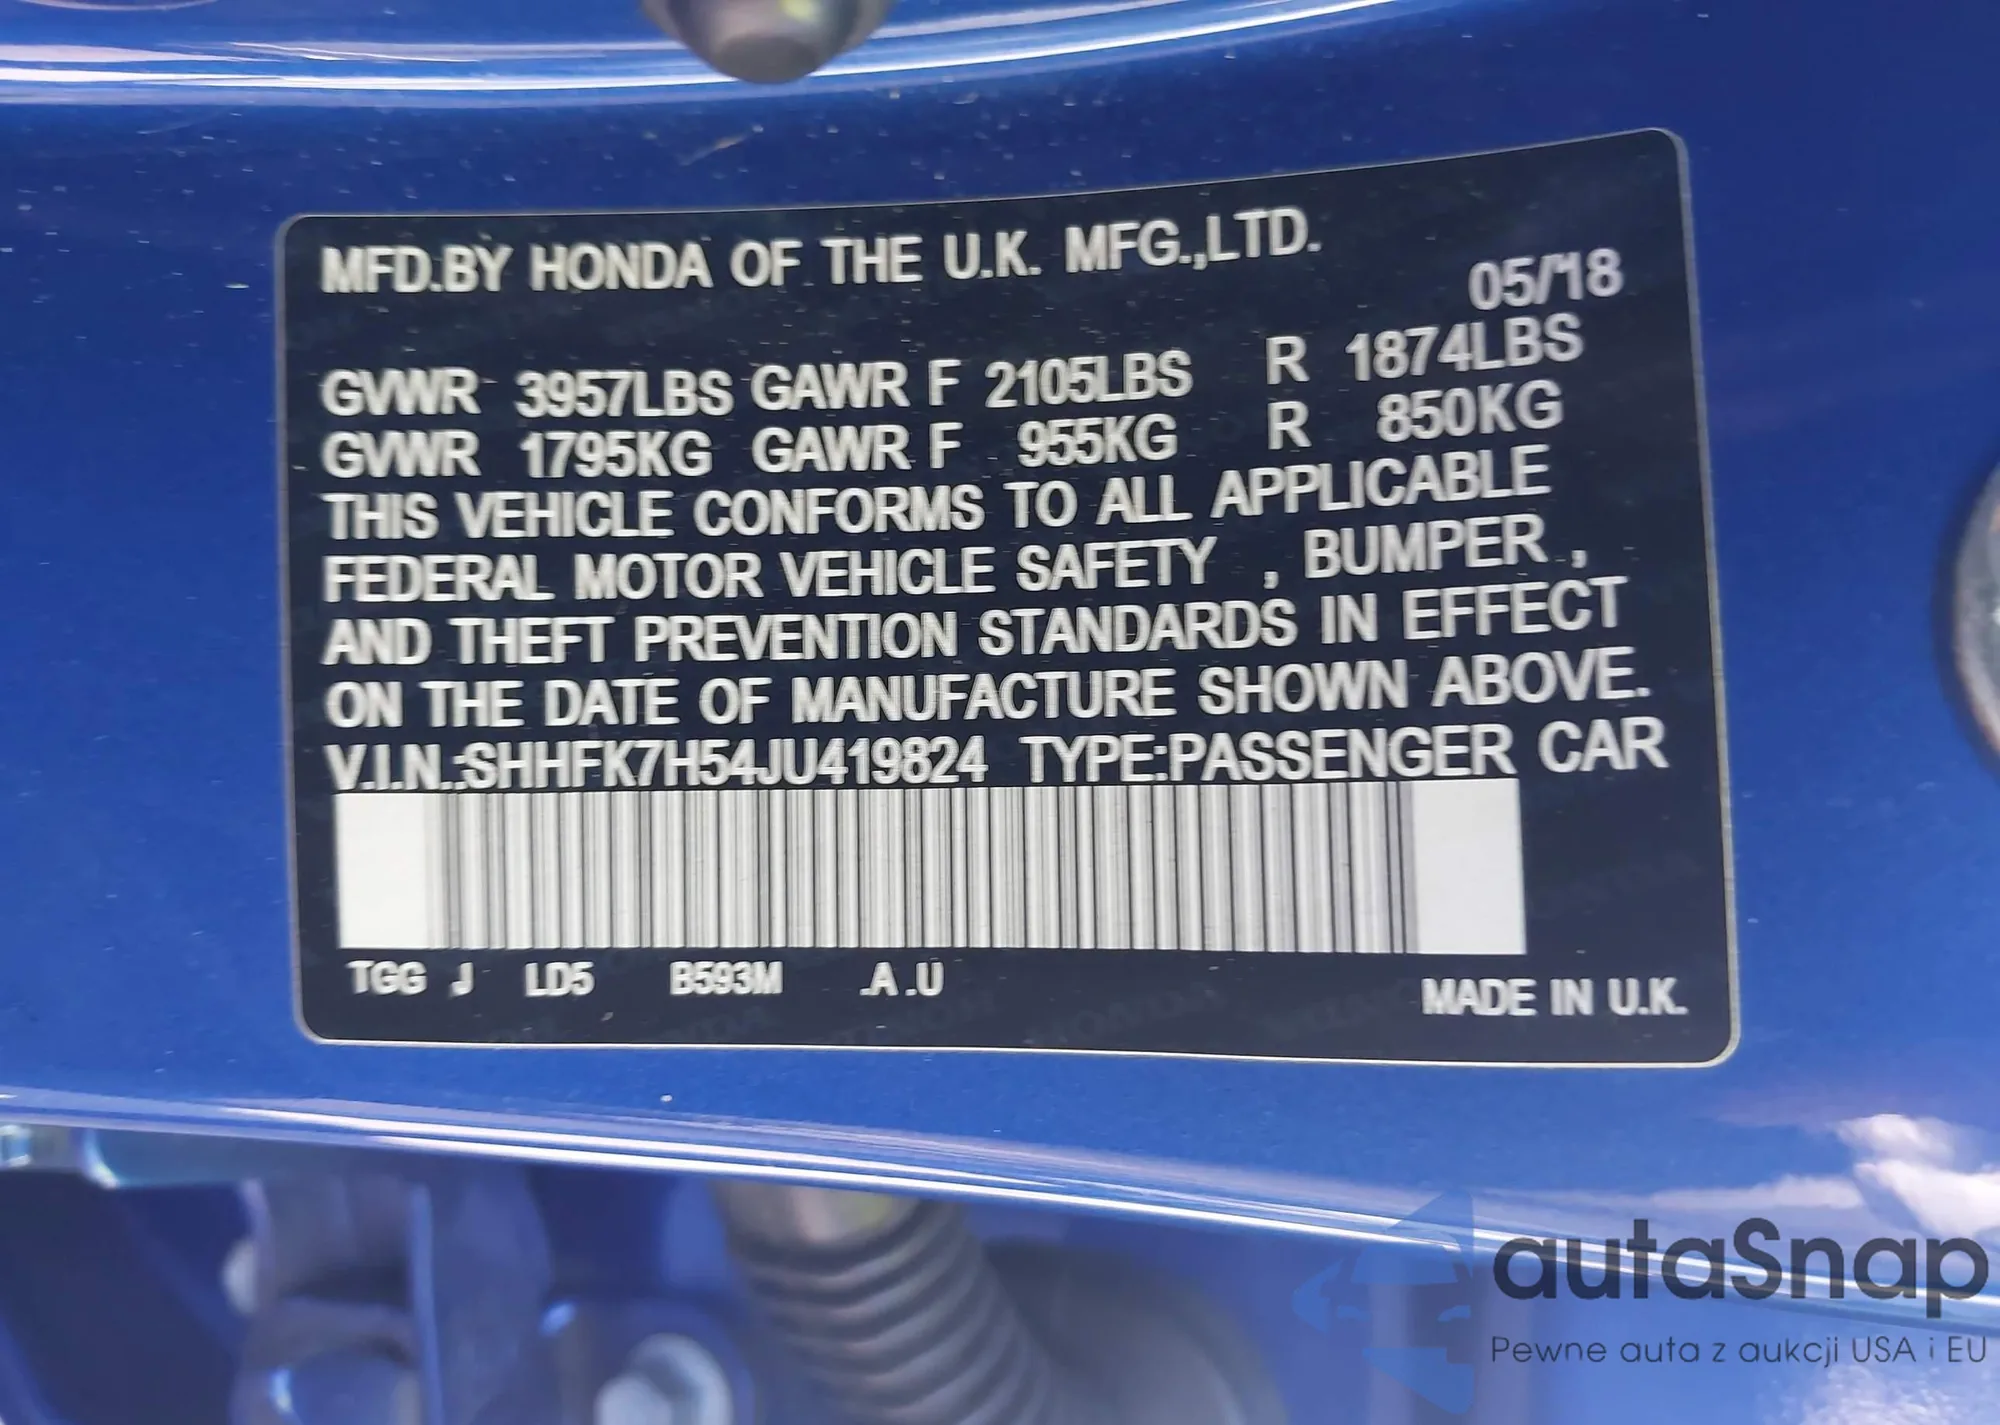 MFD.BY HONDA OF THE U.K. MFG.,LTD.
05/'18
GVWR 3957LBS GAWR F 2105LBS R 1874LBS
GVWR 1795KG GAWR F 955KG R 850KG
THIS VEHICLE CONFORMS TO ALL APPLICABLE
FEDERAL MOTOR VEHICLE SAFETY , BUMPER ,
AND THEFT PREVENTION STANDARDS IN EFFECT
ON THE DATE OF MANUFACTURE SHOWN ABOVE.
V.I.N.:SHHFK7H54JU419824 TYPE:PASSENGER CAR
TGG J LD5 B593M .A .U
MADE IN U.K.
autaSnap
Pewne auta z aukcji USA i EU